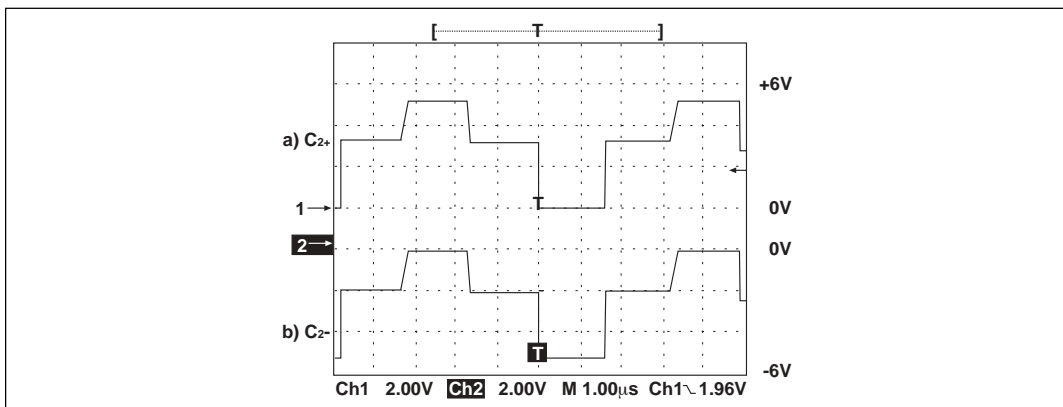 [ T ]
+6V
a) C2+
T
1→ 0V
2→ 0V
b) C2-
T
-6V
Ch1 2.00V Ch2 2.00V M 1.00µs Ch1 1.96V